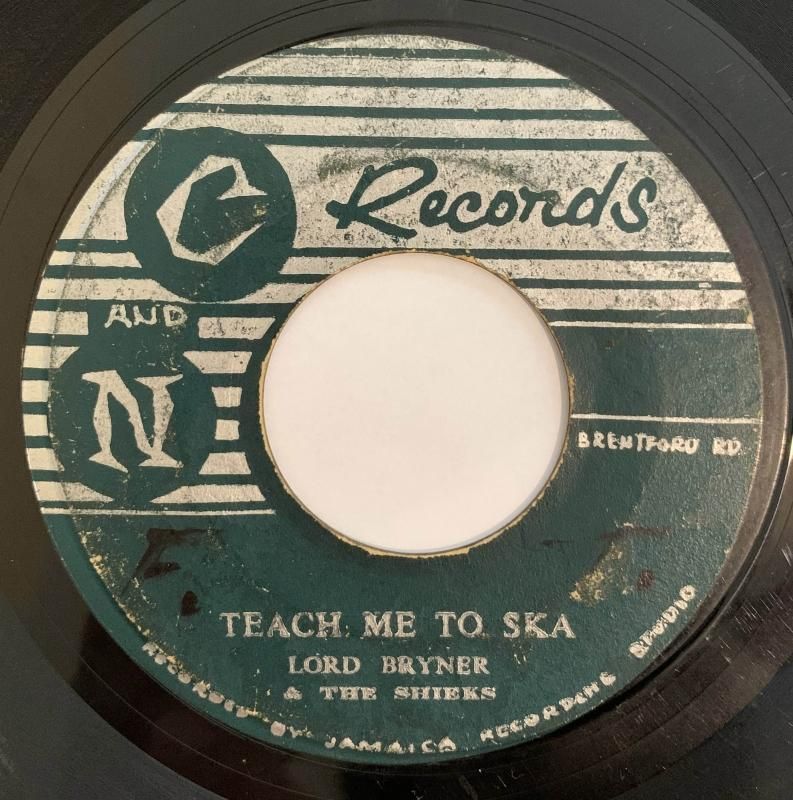 C Records
AND
N
BRENTFORD RD
TEACH ME TO SKA
LORD BRYNER
& THE SHIEKS
RECORDED BY JAMAICA RECORDING STUDIO